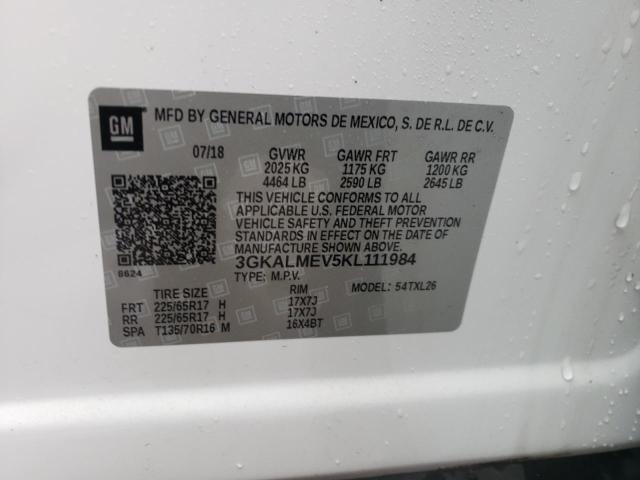 GM
MFD BY GENERAL MOTORS DE MEXICO, S. DE R.L. DE C.V.
07/18 GVWR GAWR FRT GAWR RR
2025 KG 1175 KG 1200 KG
4464 LB 2590 LB 2645 LB
THIS VEHICLE CONFORMS TO ALL
APPLICABLE U.S. FEDERAL MOTOR
VEHICLE SAFETY AND THEFT PREVENTION
STANDARDS IN EFFECT ON THE DATE OF
MANUFACTURE SHOWN ABOVE.
8624 3GKALMEV5KL111984
TYPE: M.P.V. MODEL: 54TXL26
TIRE SIZE RIM
FRT 225/65R17 H 17X7J
RR 225/65R17 H 17X7J
SPA T135/70R16 M 16X4BT